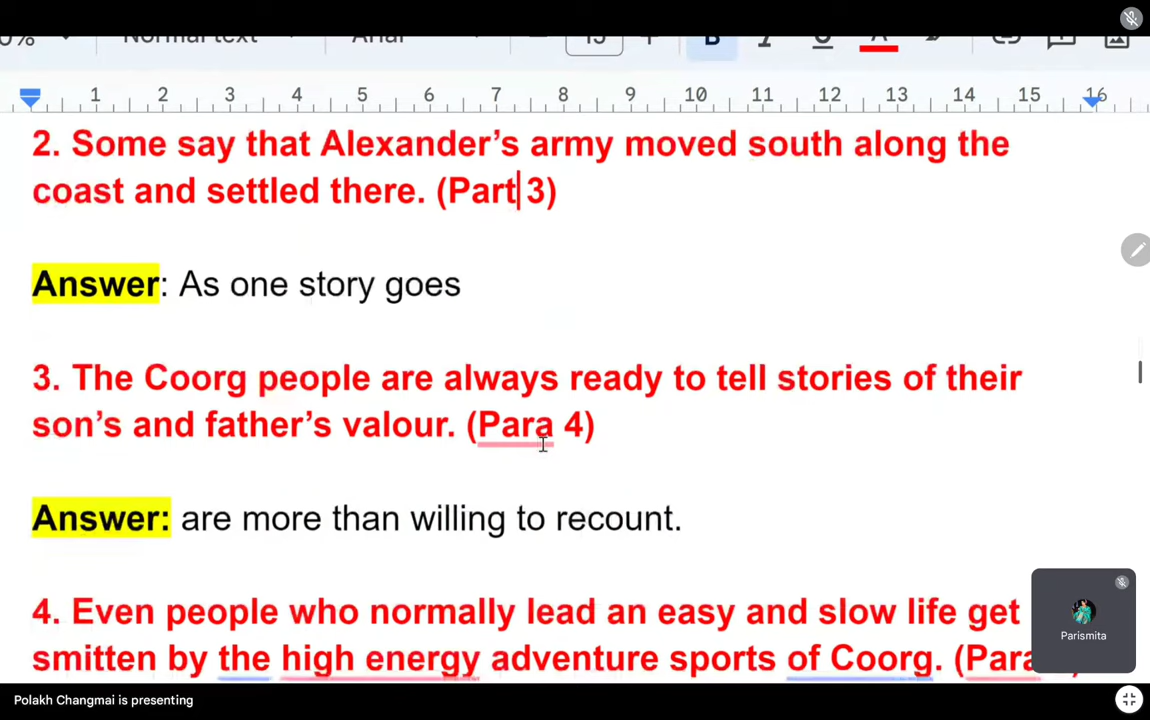 Normal text Arial
1 2 3 4 5 6 7 8 9 10 11 12 13 14 15 16
2. Some say that Alexander’s army moved south along the
coast and settled there. (Part 3)
Answer: As one story goes
3. The Coorg people are always ready to tell stories of their
son’s and father’s valour. (Para 4)
Answer: are more than willing to recount.
4. Even people who normally lead an easy and slow life get
smitten by the high energy adventure sports of Coorg. (Para
Parismita
Polakh Changmai is presenting